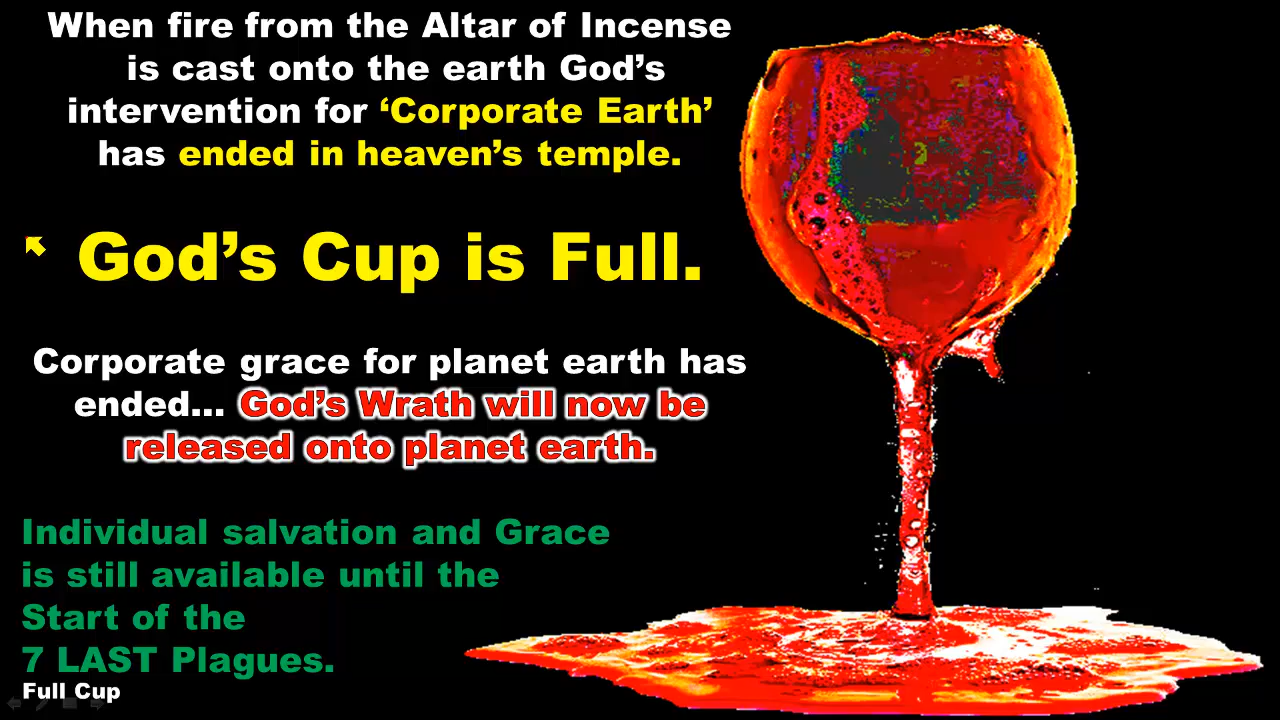 When fire from the Altar of Incense
is cast onto the earth God’s
intervention for ‘Corporate Earth’
has ended in heaven’s temple.
God’s Cup is Full.
Corporate grace for planet earth has
ended... God’s Wrath will now be
released onto planet earth.
Individual salvation and Grace
is still available until the
Start of the
7 LAST Plagues.
Full Cup